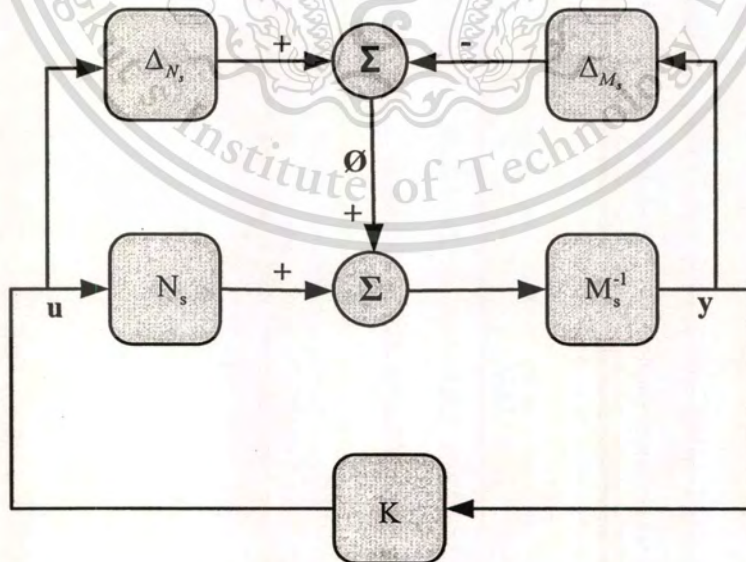 Δ_{N_s}
+
Σ
-
Δ_{M_s}
Institute of Technology
Ø
+
N_s
+
Σ
M_s^{-1}
u
y
K